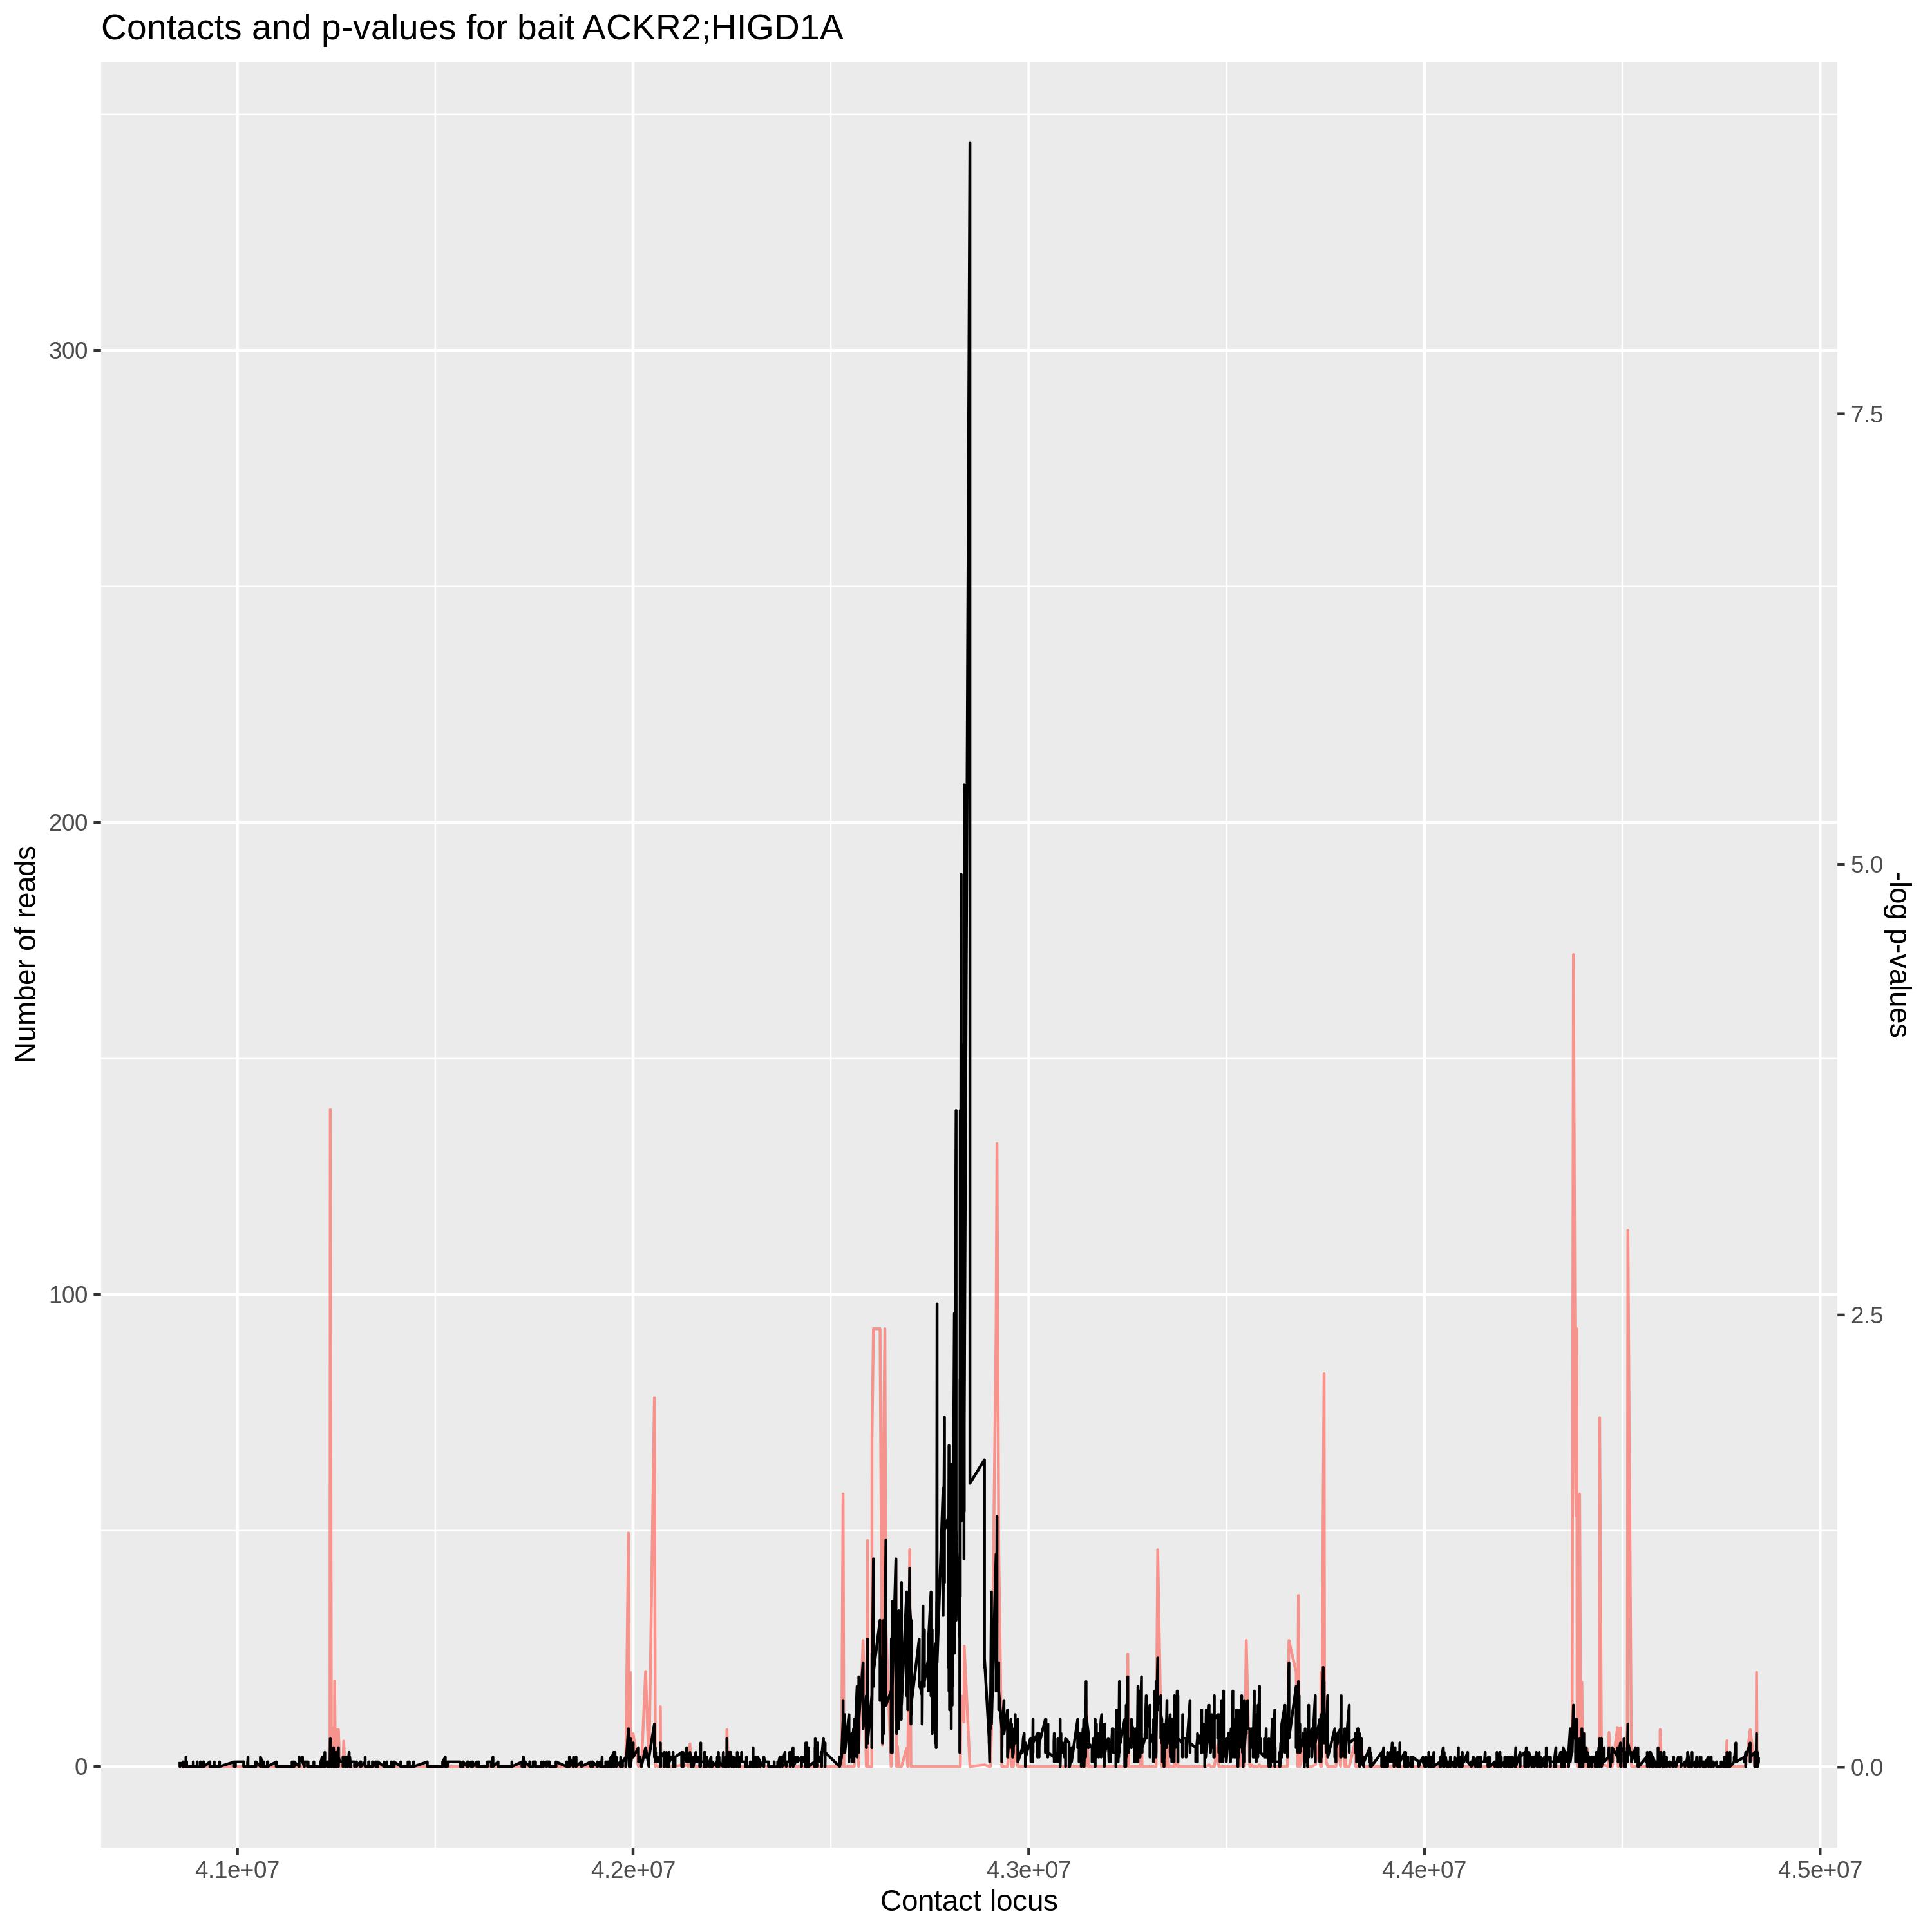 Contacts and p-values for bait ACKR2;HIGD1A
300
200
100
0
Number of reads
7.5
5.0
2.5
0.0
-log p-values
4.1e+07
4.2e+07
4.3e+07
4.4e+07
4.5e+07
Contact locus